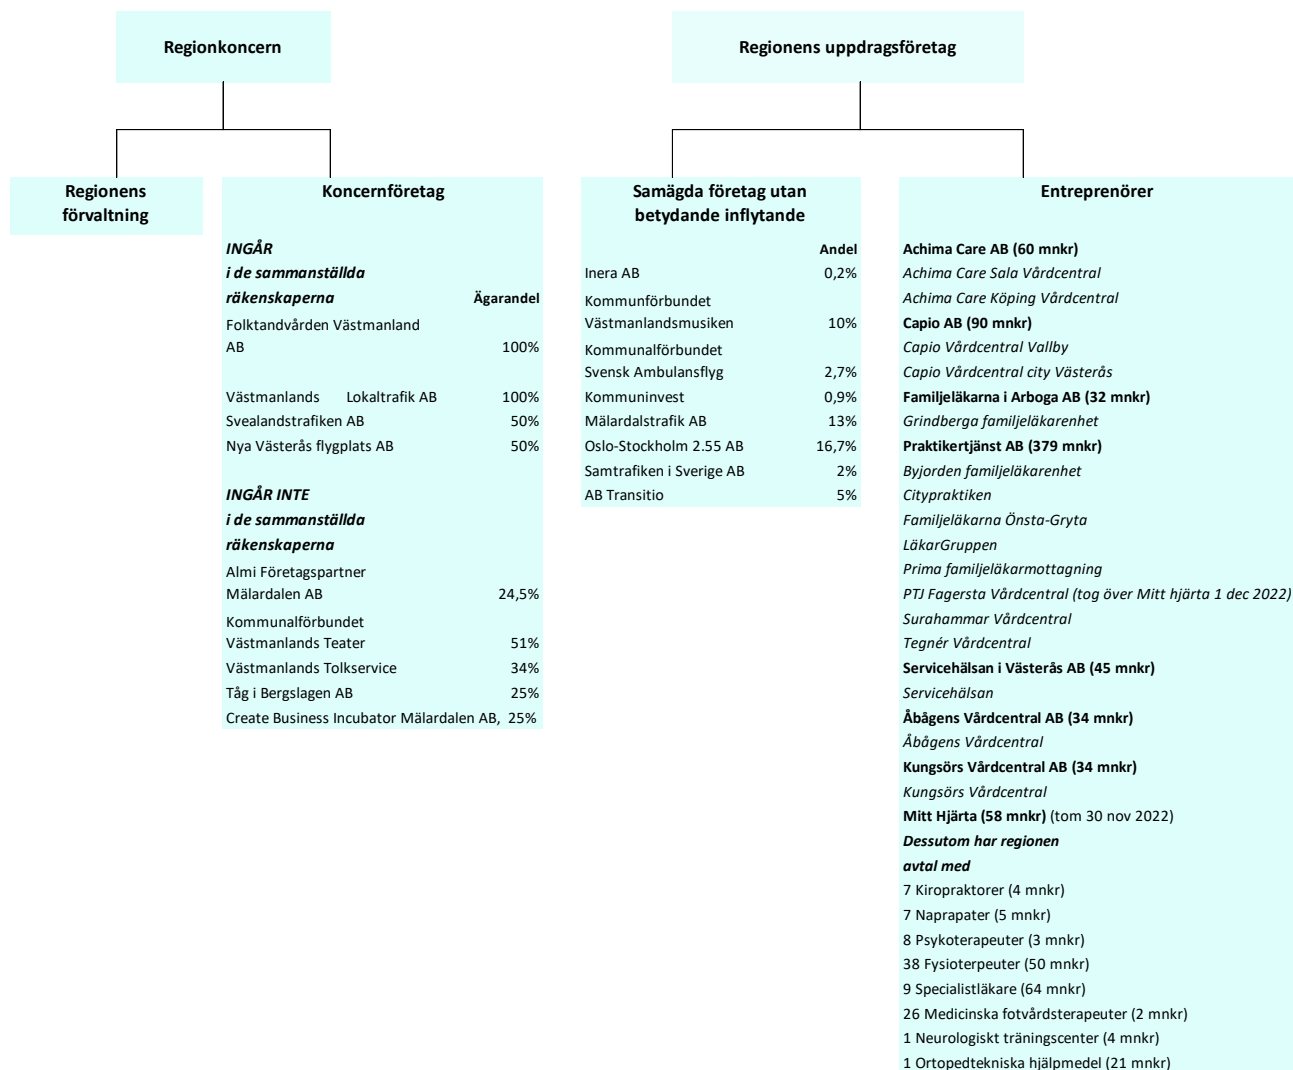 Regionkoncern
Regionens uppdragsföretag
Regionens
förvaltning
Koncernföretag
INGÅR
i de sammanställda
räkenskaperna Ägarandel
Folktandvården Västmanland
AB 100%
Västmanlands Lokaltrafik AB 100%
Svealandstrafiken AB 50%
Nya Västerås flygplats AB 50%
INGÅR INTE
i de sammanställda
räkenskaperna
Almi Företagspartner
Mälardalen AB 24,5%
Kommunalförbundet
Västmanlands Teater 51%
Västmanlands Tolkservice 34%
Tåg i Bergslagen AB 25%
Create Business Incubator Mälardalen AB, 25%
Samägda företag utan
betydande inflytande
Andel
Inera AB 0,2%
Kommunförbundet
Västmanlandsmusiken 10%
Kommunalförbundet
Svensk Ambulansflyg 2,7%
Kommuninvest 0,9%
Mälardalstrafik AB 13%
Oslo-Stockholm 2.55 AB 16,7%
Samtrafiken i Sverige AB 2%
AB Transitio 5%
Entreprenörer
Achima Care AB (60 mnkr)
Achima Care Sala Vårdcentral
Achima Care Köping Vårdcentral
Capio AB (90 mnkr)
Capio Vårdcentral Vallby
Capio Vårdcentral city Västerås
Familjeläkarna i Arboga AB (32 mnkr)
Grindberga familjeläkarenhet
Praktikertjänst AB (379 mnkr)
Byjorden familjeläkarenhet
Citypraktiken
Familjeläkarna Önsta-Gryta
LäkarGruppen
Prima familjeläkarmottagning
PTJ Fagersta Vårdcentral (tog över Mitt hjärta 1 dec 2022)
Surahammar Vårdcentral
Tegnér Vårdcentral
Servicehälsan i Västerås AB (45 mnkr)
Servicehälsan
Åbågens Vårdcentral AB (34 mnkr)
Åbågens Vårdcentral
Kungsörs Vårdcentral AB (34 mnkr)
Kungsörs Vårdcentral
Mitt Hjärta (58 mnkr) (tom 30 nov 2022)
Dessutom har regionen
avtal med
7 Kiropraktorer (4 mnkr)
7 Naprapater (5 mnkr)
8 Psykoterapeuter (3 mnkr)
38 Fysioterpeuter (50 mnkr)
9 Specialistläkare (64 mnkr)
26 Medicinska fotvårdsterapeuter (2 mnkr)
1 Neurologiskt träningscenter (4 mnkr)
1 Ortopedtekniska hjälpmedel (21 mnkr)